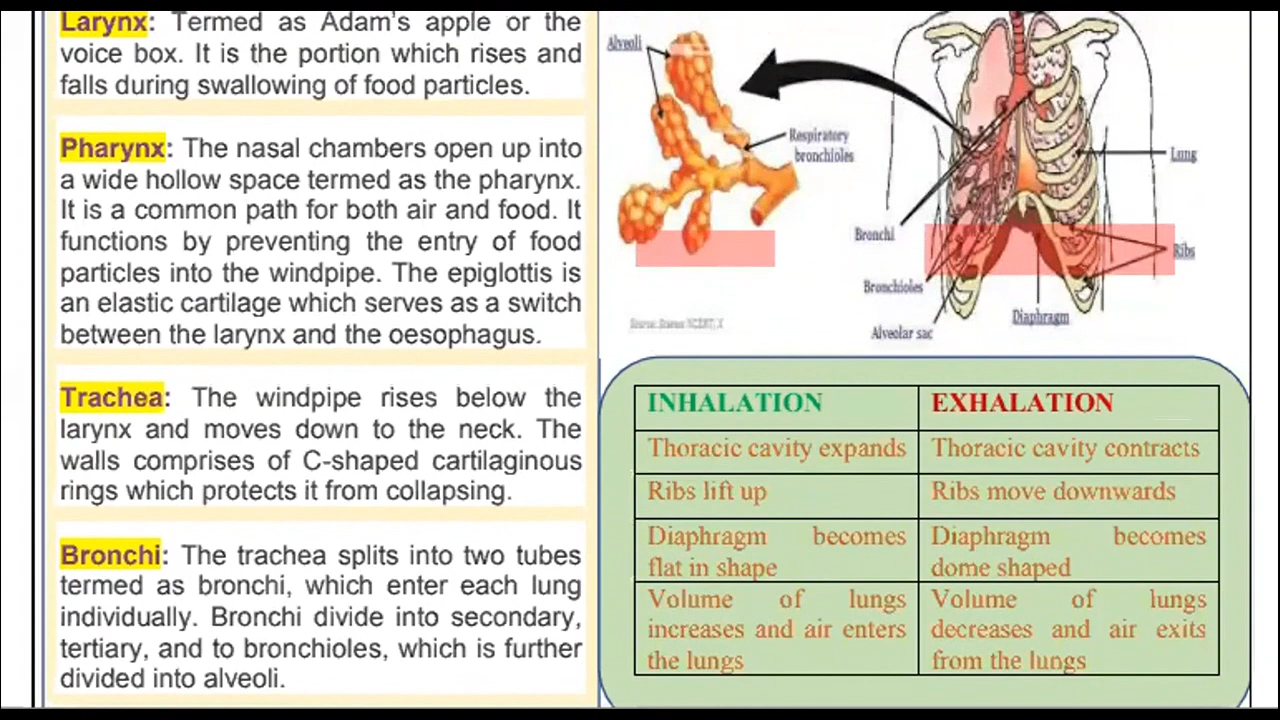 Larynx: Termed as Adam's apple or the
voice box. It is the portion which rises and
falls during swallowing of food particles.
Pharynx: The nasal chambers open up into
a wide hollow space termed as the pharynx.
It is a common path for both air and food. It
functions by preventing the entry of food
particles into the windpipe. The epiglottis is
an elastic cartilage which serves as a switch
between the larynx and the oesophagus.
Trachea: The windpipe rises below the
larynx and moves down to the neck. The
walls comprises of C-shaped cartilaginous
rings which protects it from collapsing.
Bronchi: The trachea splits into two tubes
termed as bronchi, which enter each lung
individually. Bronchi divide into secondary,
tertiary, and to bronchioles, which is further
divided into alveoli.
Alveoli
Respiratory
bronchioles
Lung
Bronchi
Ribs
Bronchioles
Diaphragm
Alveolar sac
Source: Science NCERT, X
INHALATION
EXHALATION
Thoracic cavity expands
Thoracic cavity contracts
Ribs lift up
Ribs move downwards
Diaphragm becomes
flat in shape
Diaphragm becomes
dome shaped
Volume of lungs
increases and air enters
the lungs
Volume of lungs
decreases and air exits
from the lungs